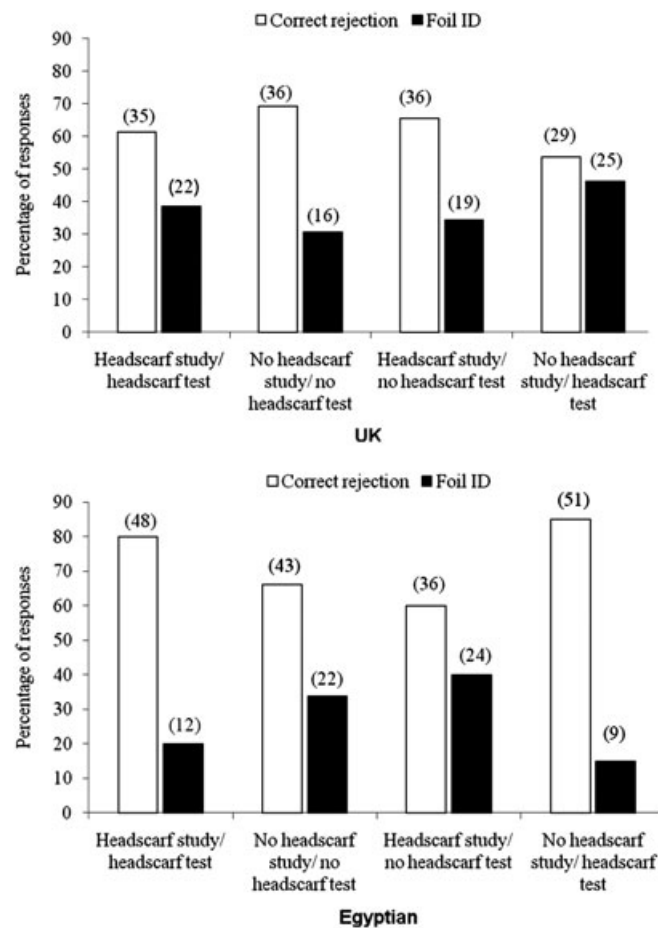 Correct rejection Foil ID
Percentage of responses
90
80
70
60
50
40
30
20
10
0
(35) (22) (36) (16) (36) (19) (29) (25)
Headscarf study/ headscarf test
No headscarf study/ no headscarf test
Headscarf study/ no headscarf test
No headscarf study/ headscarf test
UK
Correct rejection Foil ID
Percentage of responses
90
80
70
60
50
40
30
20
10
0
(48) (12) (43) (22) (36) (24) (51) (9)
Headscarf study/ headscarf test
No headscarf study/ no headscarf test
Headscarf study/ no headscarf test
No headscarf study/ headscarf test
Egyptian